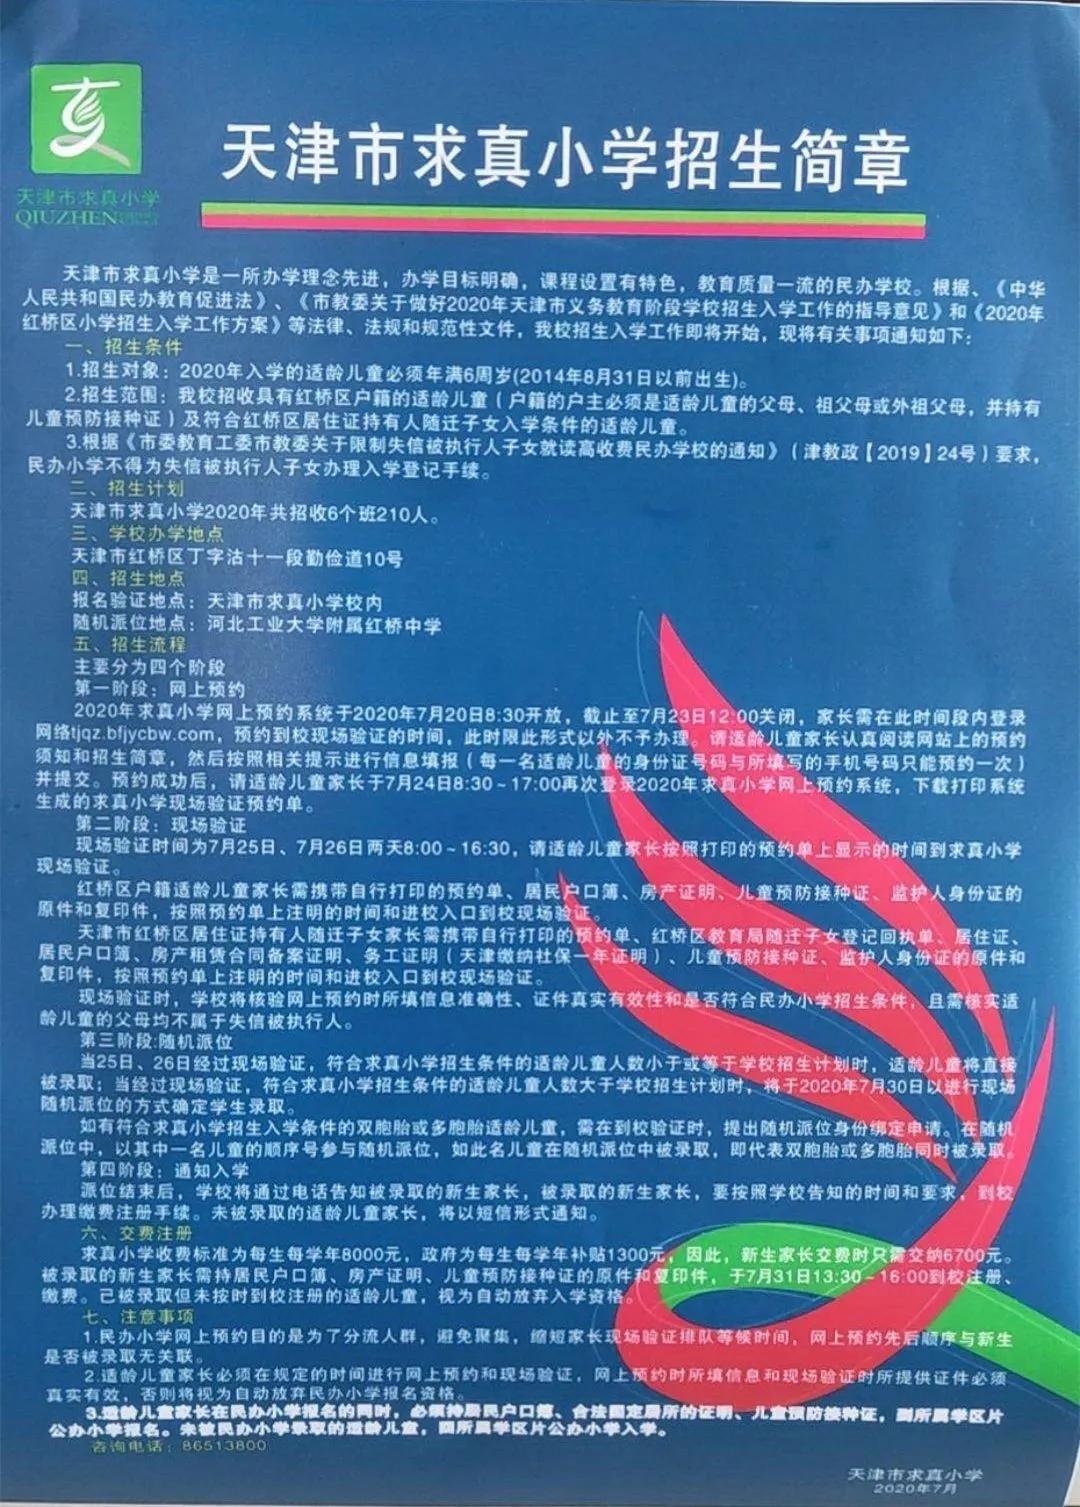 天津市求真小学
QIUZHEN
天津市求真小学招生简章
天津市求真小学是一所办学理念先进，办学目标明确，课程设置有特色，教育质量一流的民办学校。根据、《中华
人民共和国民办教育促进法》、《市教委关于做好2020年天津市义务教育阶段学校招生入学工作的指导意见》和《2020年
红桥区小学招生入学工作方案》等法律、法规和规范性文件，我校招生入学工作即将开始，现将有关事项通知如下：
一、招生条件
1.招生对象：2020年入学的适龄儿童必须年满6周岁(2014年8月31日以前出生)。
2.招生范围：我校招收具有红桥区户籍的适龄儿童（户籍的户主必须是适龄儿童的父母、祖父母或外祖父母，并持有
儿童预防接种证）及符合红桥区居住证持有人随迁子女入学条件的适龄儿童。
3.根据《市委教育工委市教委关于限制失信被执行人子女就读高收费民办学校的通知》（津教政【2019】24号）要求，
民办小学不得为失信被执行人子女办理入学登记手续。
二、招生计划
天津市求真小学2020年共招收6个班210人。
三、学校办学地点
天津市红桥区丁字沽十一段勤俭道10号
四、招生地点
报名验证地点：天津市求真小学校内
随机派位地点：河北工业大学附属红桥中学
五、招生流程
主要分为四个阶段
第一阶段：网上预约
2020年求真小学网上预约系统于2020年7月20日8:30开放，截止至7月23日12:00关闭，家长需在此时间段内登录
网络tjqz.bfjycbw.com，预约到校现场验证的时间，此时限此形式以外不予办理。请适龄儿童家长认真阅读网站上的预约
须知和招生简章，然后按照相关提示进行信息填报（每一名适龄儿童的身份证号码与所填写的手机号码只能预约一次）
并提交。预约成功后，请适龄儿童家长于7月24日8:30～17:00再次登录2020年求真小学网上预约系统，下载打印系统
生成的求真小学现场验证预约单。
第二阶段：现场验证
现场验证时间为7月25日、7月26日两天8:00～16:30，请适龄儿童家长按照打印的预约单上显示的时间到求真小学
现场验证。
红桥区户籍适龄儿童家长需携带自行打印的预约单、居民户口簿、房产证明、儿童预防接种证、监护人身份证的
原件和复印件，按照预约单上注明的时间和进校入口到校现场验证。
天津市红桥区居住证持有人随迁子女家长需携带自行打印的预约单、红桥区教育局随迁子女登记回执单、居住证、
居民户口簿、房产租赁合同备案证明、务工证明（天津缴纳社保一年证明）、儿童预防接种证、监护人身份证的原件和
复印件，按照预约单上注明的时间和进校入口到校现场验证。
现场验证时，学校将核验网上预约时所填信息准确性、证件真实有效性和是否符合民办小学招生条件，且需核实适
龄儿童的父母均不属于失信被执行人。
第三阶段:随机派位
当25日、26日经过现场验证，符合求真小学招生条件的适龄儿童人数小于或等于学校招生计划时，适龄儿童将直接
被录取；当经过现场验证，符合求真小学招生条件的适龄儿童人数大于学校招生计划时，将于2020年7月30日以进行现场
随机派位的方式确定学生录取。
如有符合求真小学招生入学条件的双胞胎或多胞胎适龄儿童，需在到校验证时，提出随机派位身份绑定申请。在随机
派位中，以其中一名儿童的顺序号参与随机派位，如此名儿童在随机派位中被录取，即代表双胞胎或多胞胎同时被录取。
第四阶段：通知入学
派位结束后，学校将通过电话告知被录取的新生家长，被录取的新生家长，要按照学校告知的时间和要求，到校
办理缴费注册手续。未被录取的适龄儿童家长，将以短信形式通知。
六、交费注册
求真小学收费标准为每生每学年8000元，政府为每生每学年补贴1300元，因此，新生家长交费时只需交纳6700元。
被录取的新生家长需持居民户口簿、房产证明、儿童预防接种证的原件和复印件，于7月31日13:30～16:00到校注册、
缴费。己被录取但未按时到校注册的适龄儿童，视为自动放弃入学资格。
七、注意事项
1.民办小学网上预约目的是为了分流人群，避免聚集，缩短家长现场验证排队等候时间，网上预约先后顺序与新生
是否被录取无关联。
2.适龄儿童家长必须在规定的时间进行网上预约和现场验证，网上预约时所填信息和现场验证时所提供证件必须
真实有效，否则将视为自动放弃民办小学报名资格。
3.适龄儿童家长在民办小学报名的同时，必须持居民户口簿、合法固定居所的证明、儿童预防接种证，到所属学区片
公办小学报名。未被民办小学录取的适龄儿童，回所属学区片公办小学入学。
咨询电话：86513800
天津市求真小学
2020年7月